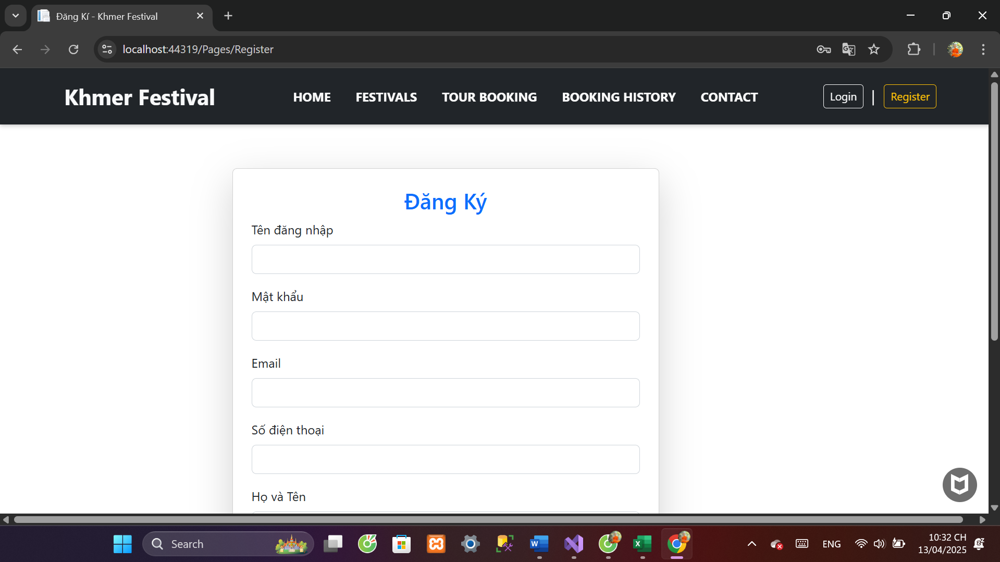 Đăng Kí - Khmer Festival
localhost:44319/Pages/Register
Khmer Festival
HOME
FESTIVALS
TOUR BOOKING
BOOKING HISTORY
CONTACT
Login
|
Register
Đăng Ký
Tên đăng nhập
Mật khẩu
Email
Số điện thoại
Họ và Tên
Search
ENG
10:32 CH
13/04/2025